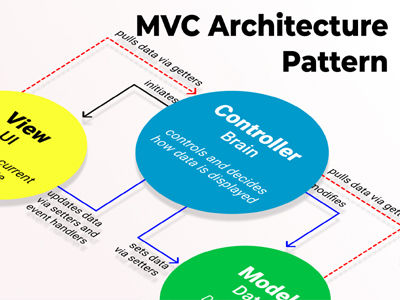 MVC Architecture
Pattern
pulls data via getters
initiates
View
UI
current
Controller
Brain
controls and decides
how data is displayed
updates data
via setters and
event handlers
sets data
via setters
pulls data via gett
modifies
Model
Dat